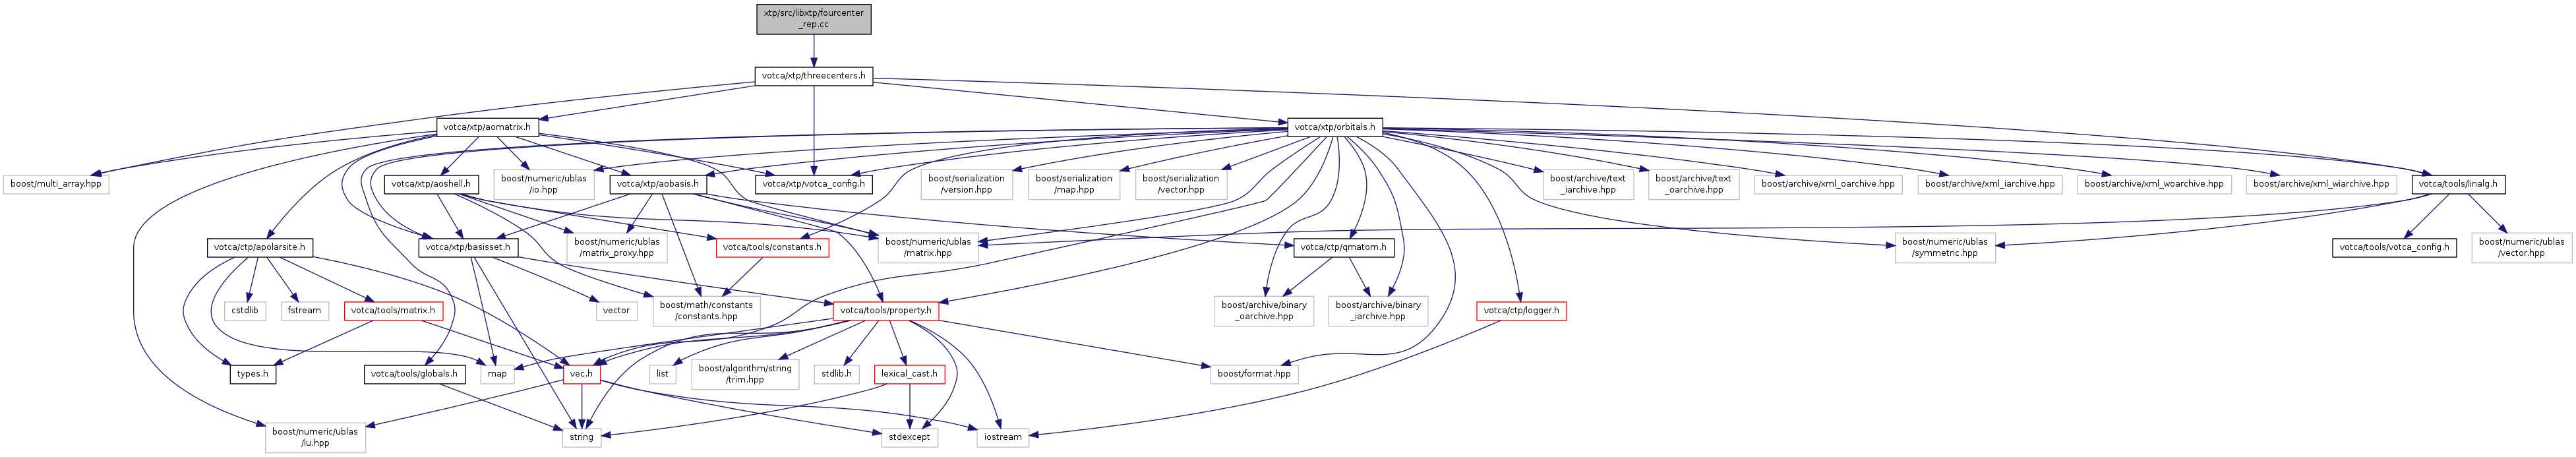 xtp/src/libxtp/fourcenter
_rep.cc
votca/xtp/threecenters.h
votca/xtp/aomatrix.h
votca/xtp/orbitals.h
boost/multi_array.hpp
votca/xtp/aoshell.h
boost/numeric/ublas
/io.hpp
votca/xtp/aobasis.h
votca/xtp/votca_config.h
boost/serialization
/version.hpp
boost/serialization
/map.hpp
boost/serialization
/vector.hpp
boost/archive/text
_iarchive.hpp
boost/archive/text
_oarchive.hpp
boost/archive/xml_oarchive.hpp
boost/archive/xml_iarchive.hpp
boost/archive/xml_woarchive.hpp
boost/archive/xml_wiarchive.hpp
votca/tools/linalg.h
votca/ctp/apolarsite.h
votca/xtp/basisset.h
boost/numeric/ublas
/matrix_proxy.hpp
votca/tools/constants.h
boost/numeric/ublas
/matrix.hpp
votca/ctp/qmatom.h
boost/numeric/ublas
/symmetric.hpp
votca/tools/votca_config.h
boost/numeric/ublas
/vector.hpp
cstdlib
fstream
votca/tools/matrix.h
vector
boost/math/constants
/constants.hpp
votca/tools/property.h
boost/archive/binary
_oarchive.hpp
boost/archive/binary
_iarchive.hpp
votca/ctp/logger.h
types.h
votca/tools/globals.h
map
vec.h
list
boost/algorithm/string
/trim.hpp
stdlib.h
lexical_cast.h
boost/format.hpp
boost/numeric/ublas
/lu.hpp
string
stdexcept
iostream